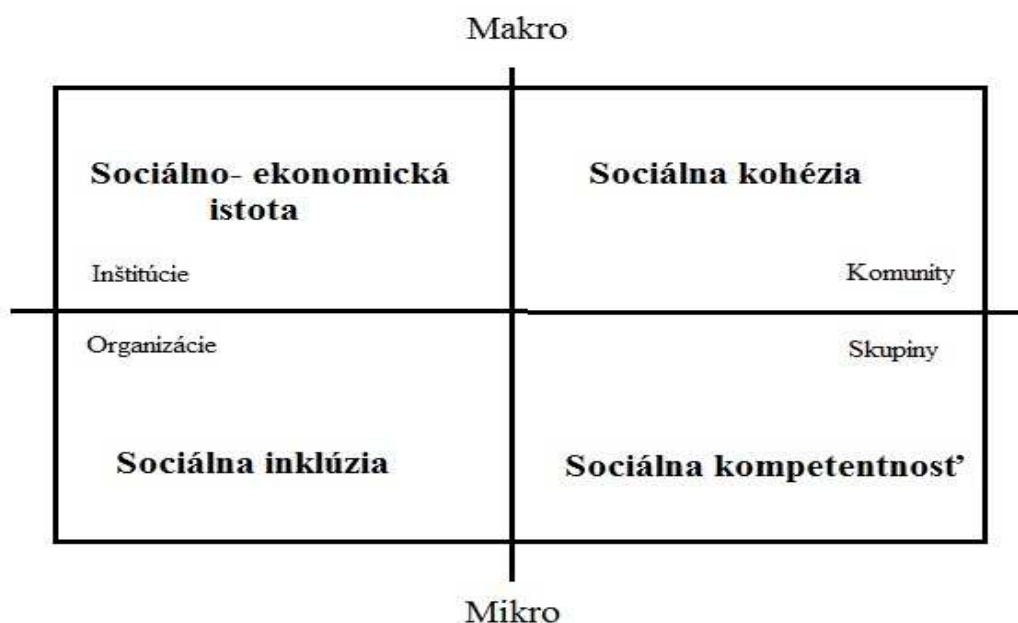 Makro
Sociálno- ekonomická
istota
Sociálna kohézia
Inštitúcie
Komunity
Organizácie
Skupiny
Sociálna inklúzia
Sociálna kompetentnosť
Mikro